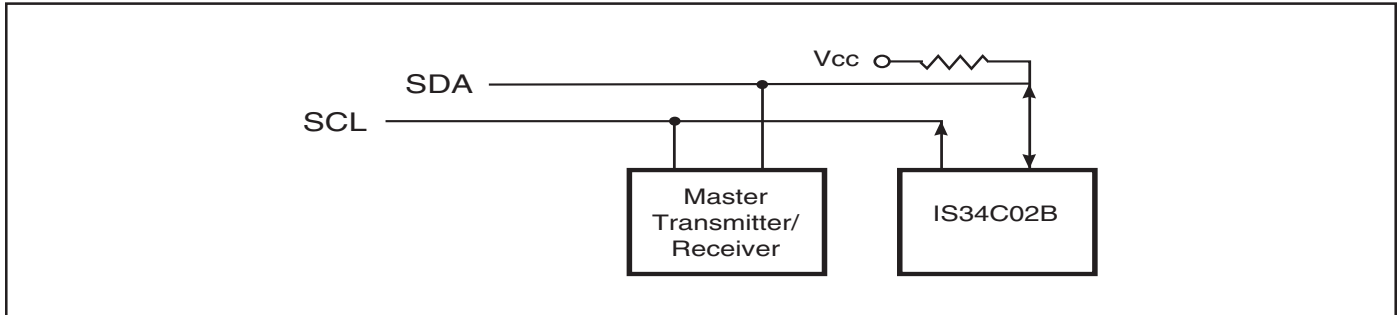 Vcc
SDA
SCL
Master
Transmitter/
Receiver
IS34C02B